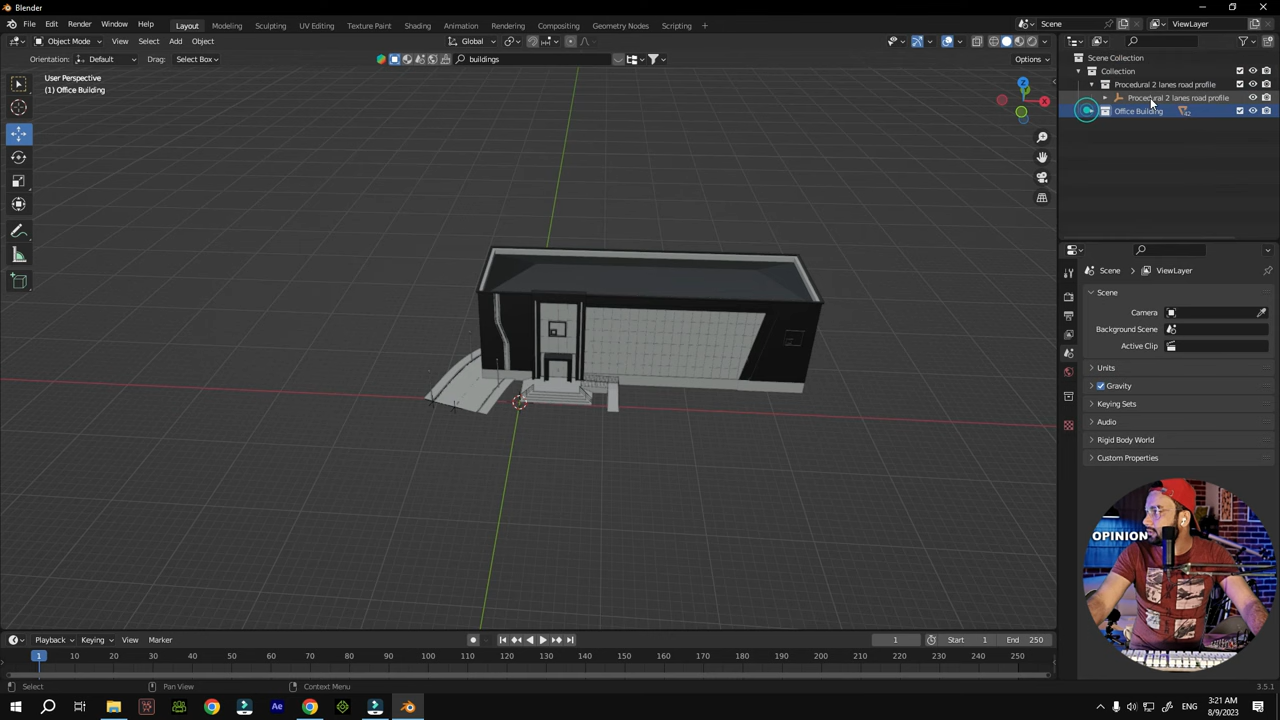 Blender
File Edit Render Window Help Layout Modeling Sculpting UV Editing Texture Paint Shading Animation Rendering Compositing Geometry Nodes Scripting + Scene ViewLayer
Object Mode View Select Add Object Global
Orientation: Default Drag: Select Box buildings Options
User Perspective
(1) Office Building
Z
X
Scene Collection
Collection
Procedural 2 lanes road profile
Procedural 2 lanes road profile
Office Building 42
Scene ViewLayer
Scene
Camera
Background Scene
Active Clip
Units
Gravity
Keying Sets
Audio
Rigid Body World
Custom Properties
OPINION
Playback Keying View Marker 1 Start 1 End 250
1 10 20 30 40 50 60 70 80 90 100 110 120 130 140 150 160 170 180 190 200 210 220 230 240 250
Select Pan View Context Menu 3.5.1
Ae ENG 3:21 AM
8/9/2023